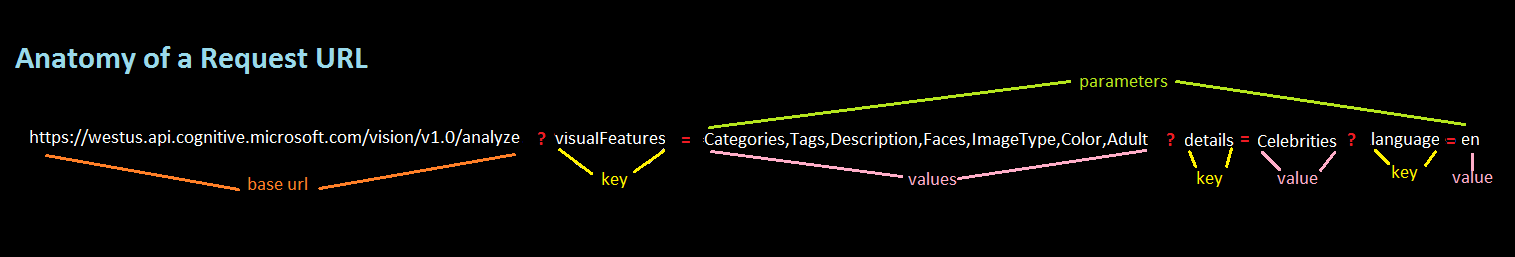 Anatomy of a Request URL
parameters
https://westus.api.cognitive.microsoft.com/vision/v1.0/analyze ? visualFeatures = Categories,Tags,Description,Faces,ImageType,Color,Adult ? details = Celebrities ? language = en
base url key values key value key value